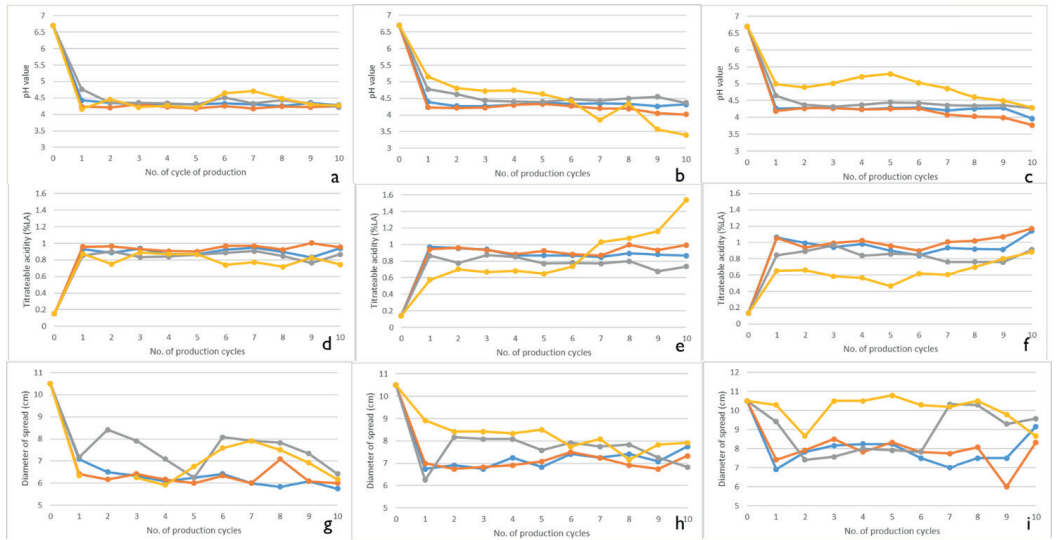 7
6.5
6
5.5
5
4.5
4
3.5
3
pH value
0 1 2 3 4 5 6 7 8 9 10
No. of cycle of production
a
7
6.5
6
5.5
5
4.5
4
3.5
3
pH value
0 1 2 3 4 5 6 7 8 9 10
No. of production cycles
b
7
6.5
6
5.5
5
4.5
4
3.5
3
pH value
0 1 2 3 4 5 6 7 8 9 10
No. of production cycles
c
1.6
1.4
1.2
1
0.8
0.6
0.4
0.2
0
Titrateable acidity (%LA)
0 1 2 3 4 5 6 7 8 9 10
No. of production cycles
d
1.6
1.4
1.2
1
0.8
0.6
0.4
0.2
0
Titrateable acidity (%LA)
0 1 2 3 4 5 6 7 8 9 10
No. of production cycles
e
1.6
1.4
1.2
1
0.8
0.6
0.4
0.2
0
Titrateable acidity (%LA)
0 1 2 3 4 5 6 7 8 9 10
No. of production cycles
f
11
10
9
8
7
6
5
Diameter of spread (cm)
0 1 2 3 4 5 6 7 8 9 10
No. of production cycles
g
11
10
9
8
7
6
5
Diameter of spread (cm)
0 1 2 3 4 5 6 7 8 9 10
No. of production cycles
h
12
11
10
9
8
7
6
5
Diameter of spread (cm)
0 1 2 3 4 5 6 7 8 9 10
No. of production cycles
i